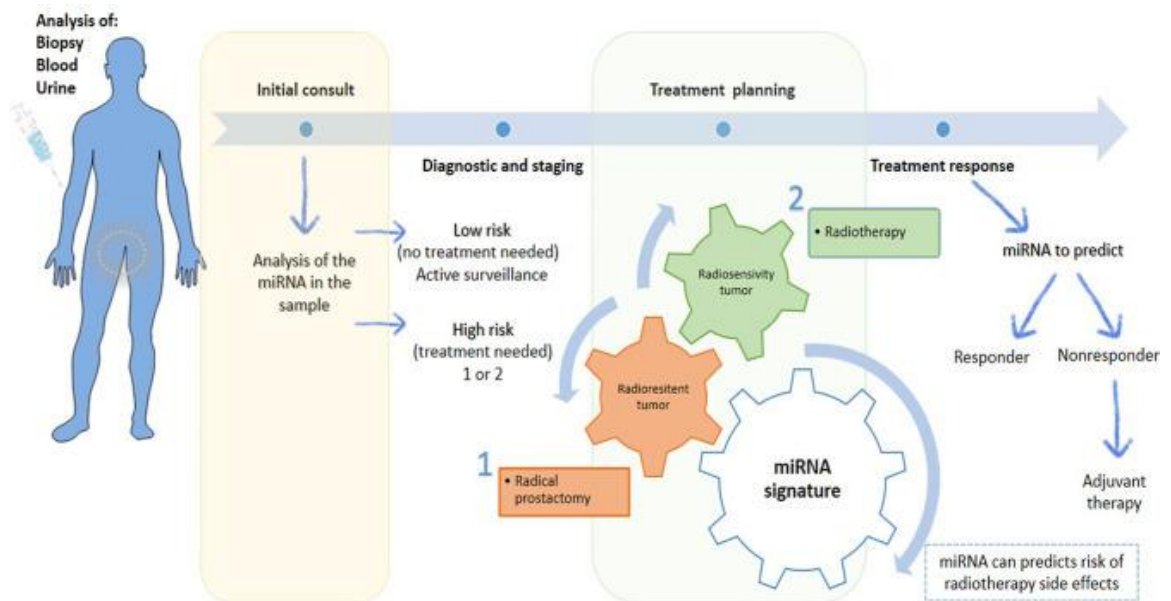 Analysis of:
Biopsy
Blood
Urine
Initial consult
Treatment planning
Diagnostic and staging
Treatment response
Analysis of the
miRNA in the
sample
Low risk
(no treatment needed)
Active surveillance
High risk
(treatment needed)
1 or 2
2
• Radiotherapy
Radiosensivity
tumor
Radioresitent
tumor
1
• Radical
prostactomy
miRNA
signature
miRNA to predict
Responder
Nonresponder
Adjuvant
therapy
miRNA can predicts risk of
radiotherapy side effects